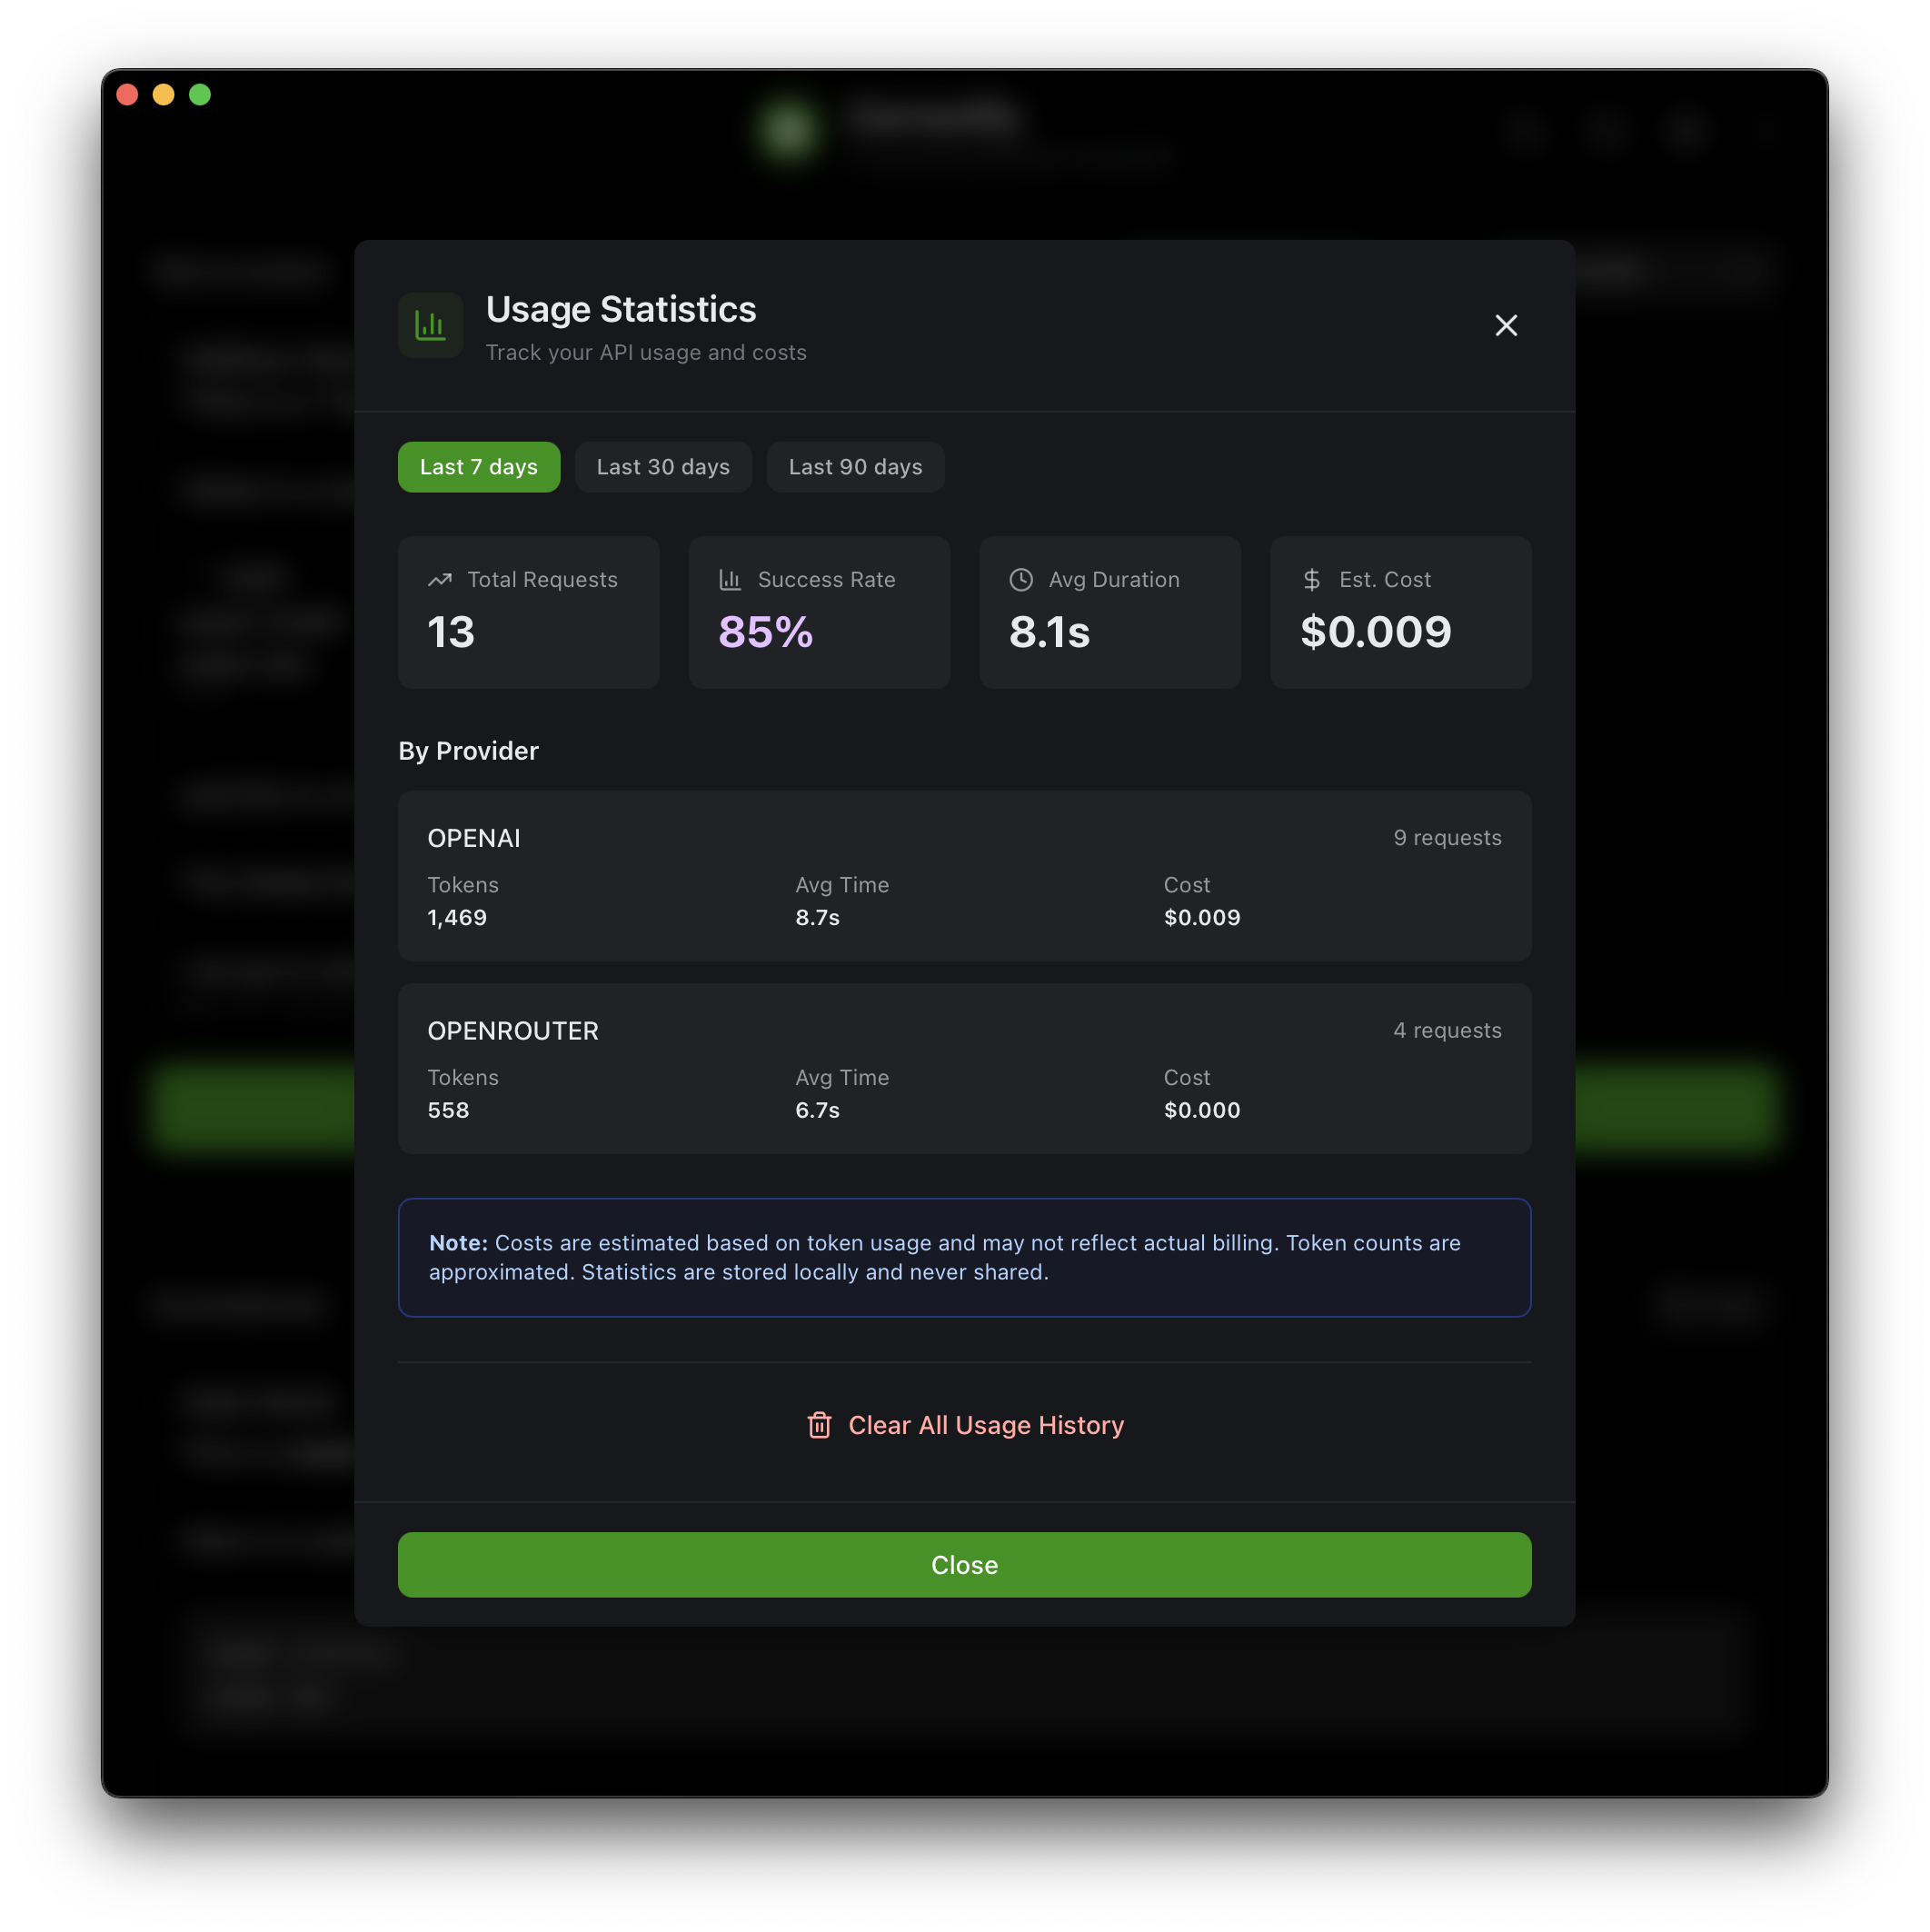 Usage Statistics
Track your API usage and costs
Last 7 days
Last 30 days
Last 90 days
Total Requests
13
Success Rate
85%
Avg Duration
8.1s
Est. Cost
$0.009
By Provider
OPENAI
9 requests
Tokens
1,469
Avg Time
8.7s
Cost
$0.009
OPENROUTER
4 requests
Tokens
558
Avg Time
6.7s
Cost
$0.000
Note: Costs are estimated based on token usage and may not reflect actual billing. Token counts are
approximated. Statistics are stored locally and never shared.
Clear All Usage History
Close